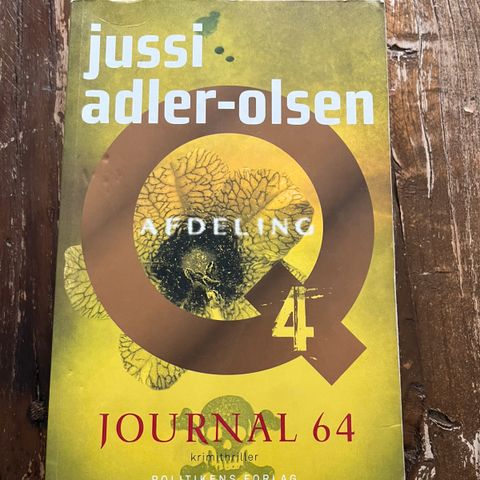 jussi
adler-olsen
Q
AFDELING
4
JOURNAL 64
krimithriller
POLITIKENS FORLAG